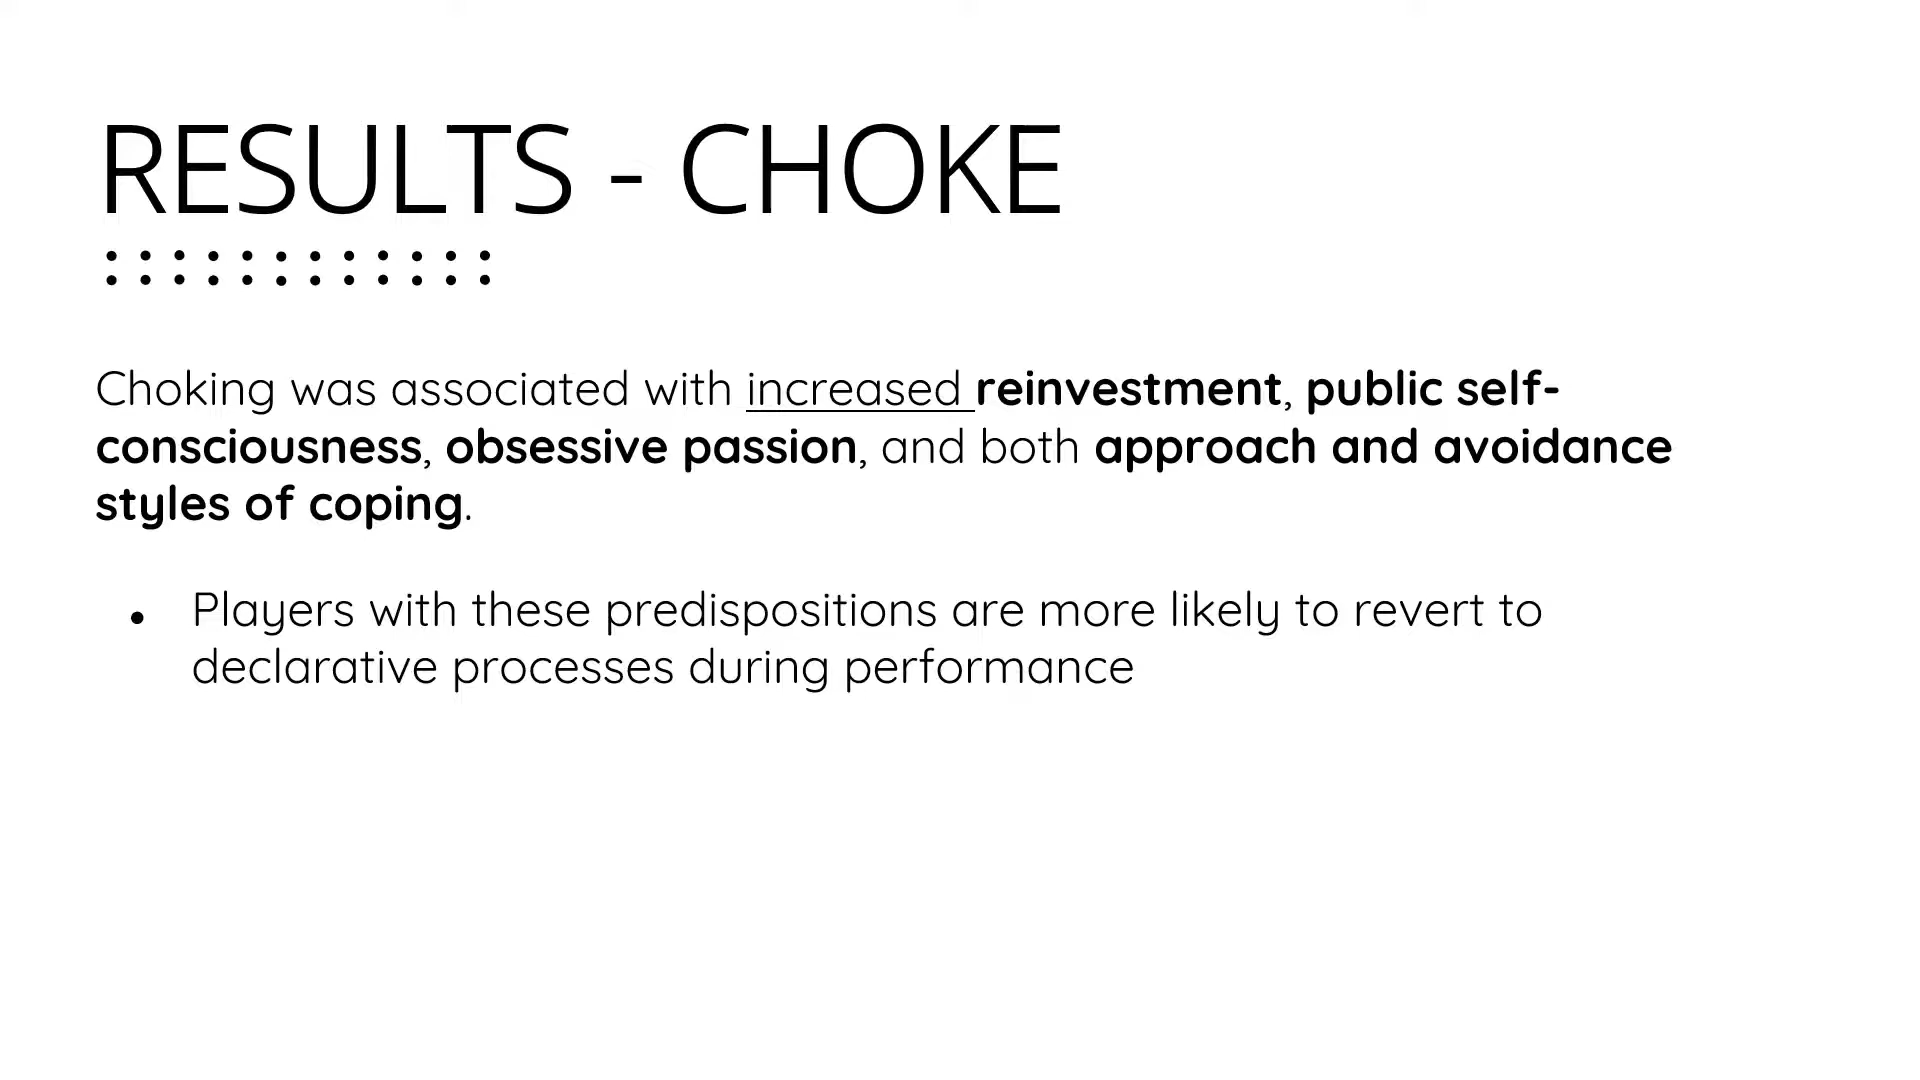 RESULTS - CHOKE
Choking was associated with increased reinvestment, public self-
consciousness, obsessive passion, and both approach and avoidance
styles of coping.
• Players with these predispositions are more likely to revert to
declarative processes during performance